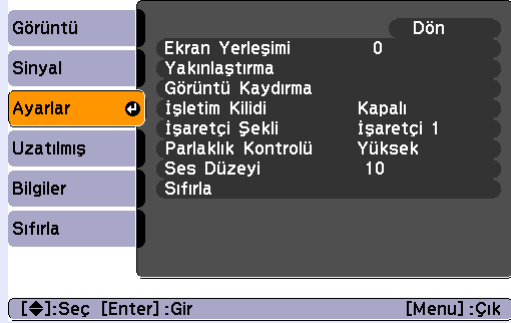 Görüntü
Sinyal
Ayarlar
Uzatılmış
Bilgiler
Sıfırla
Dön
Ekran Yerleşimi 0
Yakınlaştırma
Görüntü Kaydırma
İşletim Kilidi Kapalı
İşaretçi Şekli İşaretçi 1
Parlaklık Kontrolü Yüksek
Ses Düzeyi 10
Sıfırla
[◆]:Seç [Enter]:Gir [Menu]:Çık